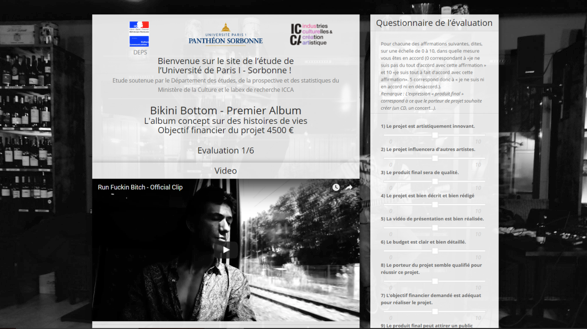 DEPS
UNIVERSITÉ PARIS 1
PANTHÉON SORBONNE
industries
culturelles &
création
artistique
Bienvenue sur le site de l'étude de
l'Université de Paris I - Sorbonne !
Étude soutenue par le Département des études, de la prospective et des statistiques du
Ministère de la Culture et le labex de recherche ICCA
Bikini Bottom - Premier Album
L'album concept sur des histoires de vies
Objectif financier du projet 4500 €
Evaluation 1/6
Video
Run Fuckin Bitch - Official Clip
Questionnaire de l'évaluation
Pour chacune des affirmations suivantes, dites,
sur une échelle de 0 à 10, dans quelle mesure
vous êtes en accord (0 correspondant à «je ne
suis pas du tout d'accord avec cette affirmation »
et 10 «je suis tout à fait d'accord avec cette
affirmation». 5 correspond donc à « je ne suis ni
en accord ni en désaccord ).
Remarque : L'expression « produit final »
correspond à ce que le porteur de projet souhaite
créer (un CD, un concert...).
1) Le projet est artistiquement innovant.
2) Le projet influencera d'autres artistes.
3) Le produit final sera de qualité.
4) Le projet est bien décrit et bien rédigé
5) La vidéo de présentation est bien réalisée.
6) Le budget est clair et bien détaillé.
6) Le porteur du projet semble qualifié pour
réussir ce projet.
7) L'objectif financier demandé est adéquat
pour réaliser le projet.
8) Le produit final peut attirer un public